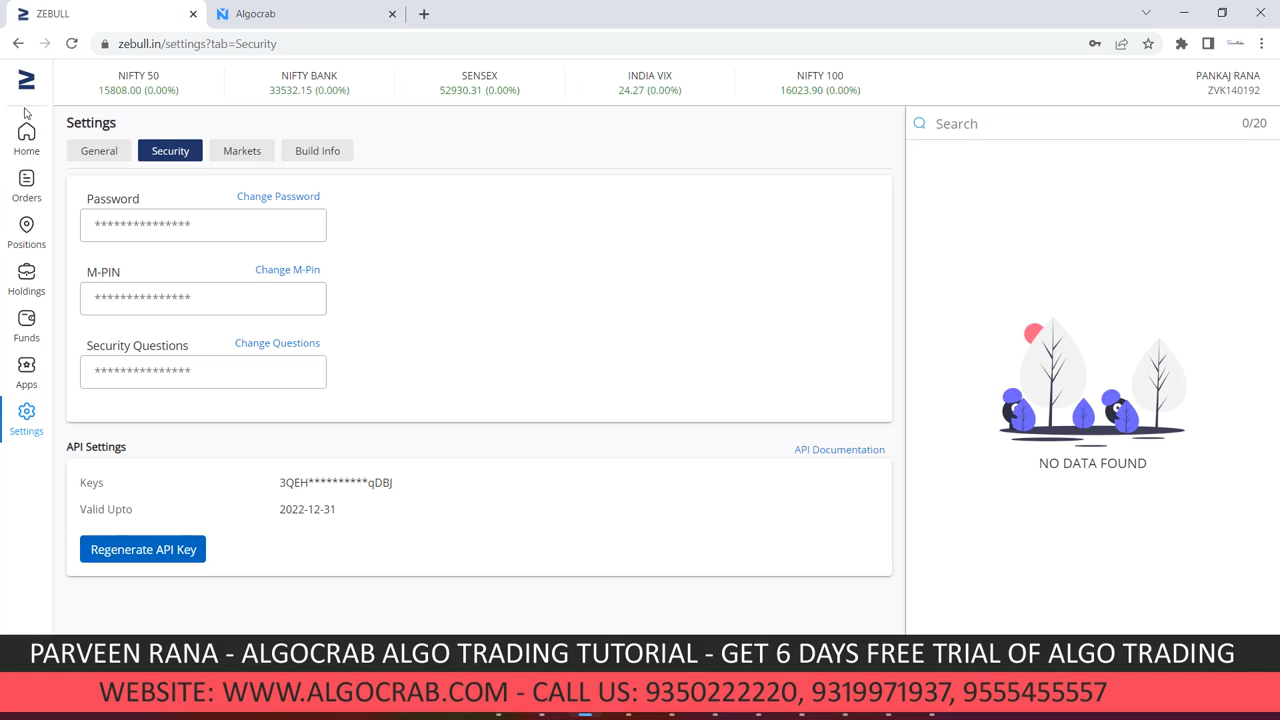 ZEBULL
Algocrab
zebull.in/settings?tab=Security
NIFTY 50
15808.00 (0.00%)
NIFTY BANK
33532.15 (0.00%)
SENSEX
52930.31 (0.00%)
INDIA VIX
24.27 (0.00%)
NIFTY 100
16023.90 (0.00%)
PANKAJ RANA
ZVK140192
Home
Orders
Positions
Holdings
Funds
Apps
Settings
Settings
General
Security
Markets
Build Info
Password
Change Password
***************
M-PIN
Change M-Pin
***************
Security Questions
Change Questions
***************
API Settings
API Documentation
Keys
3QEH**********qDBJ
Valid Upto
2022-12-31
Regenerate API Key
Search
0/20
NO DATA FOUND
PARVEEN RANA - ALGOCRAB ALGO TRADING TUTORIAL - GET 6 DAYS FREE TRIAL OF ALGO TRADING
WEBSITE: WWW.ALGOCRAB.COM - CALL US: 9350222220, 9319971937, 9555455557